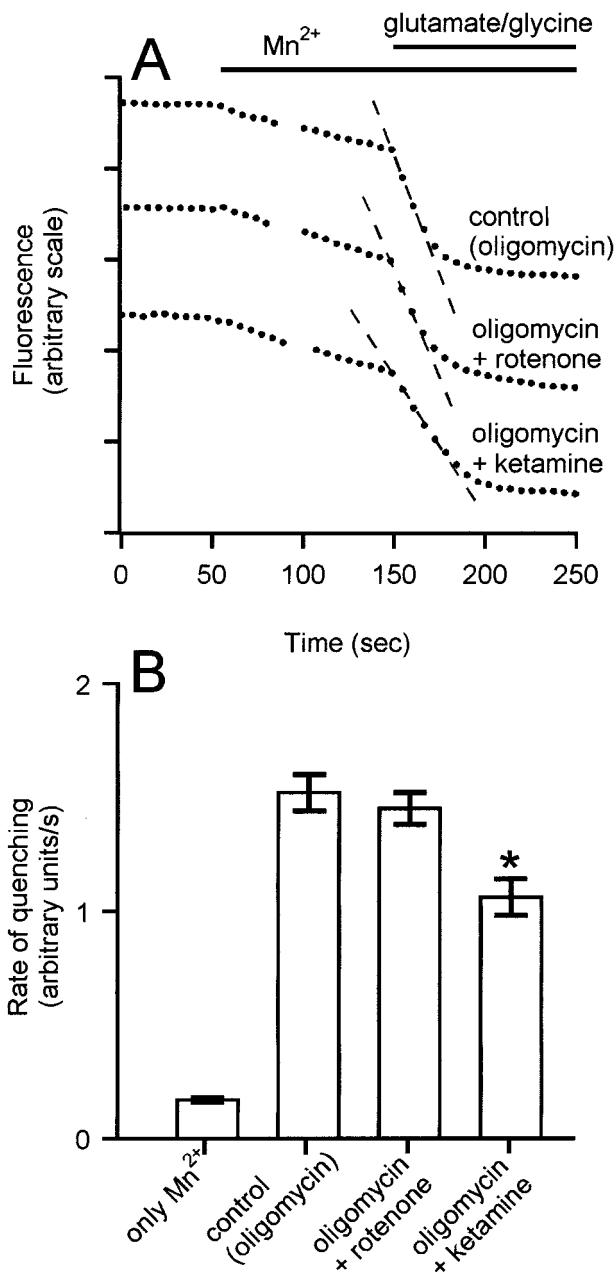 A
Mn2+
glutamate/glycine
Fluorescence
(arbitrary scale)
control
(oligomycin)
oligomycin
+ rotenone
oligomycin
+ ketamine
0 50 100 150 200 250
Time (sec)
B
Rate of quenching
(arbitrary units/s)
2
1
0
*
only Mn2+
control
(oligomycin)
oligomycin
+ rotenone
oligomycin
+ ketamine